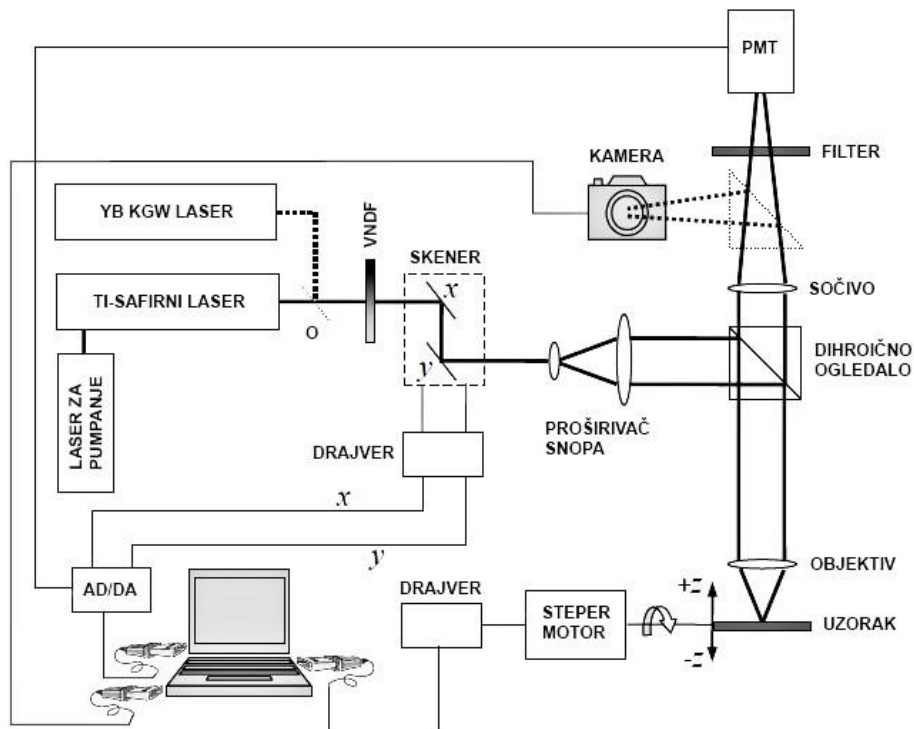 PMT
FILTER
KAMERA
YB KGW LASER
VNDF
SKENER
x
TI-SAFIRNI LASER
O
y
SOČIVO
DIHROIČNO
OGLEDALO
LASER ZA
PUMPANJE
PROŠIRIVAČ
SNOPA
DRAJVER
x
y
AD/DA
OBJEKTIV
DRAJVER
STEPER
MOTOR
+z
UZORAK
-z